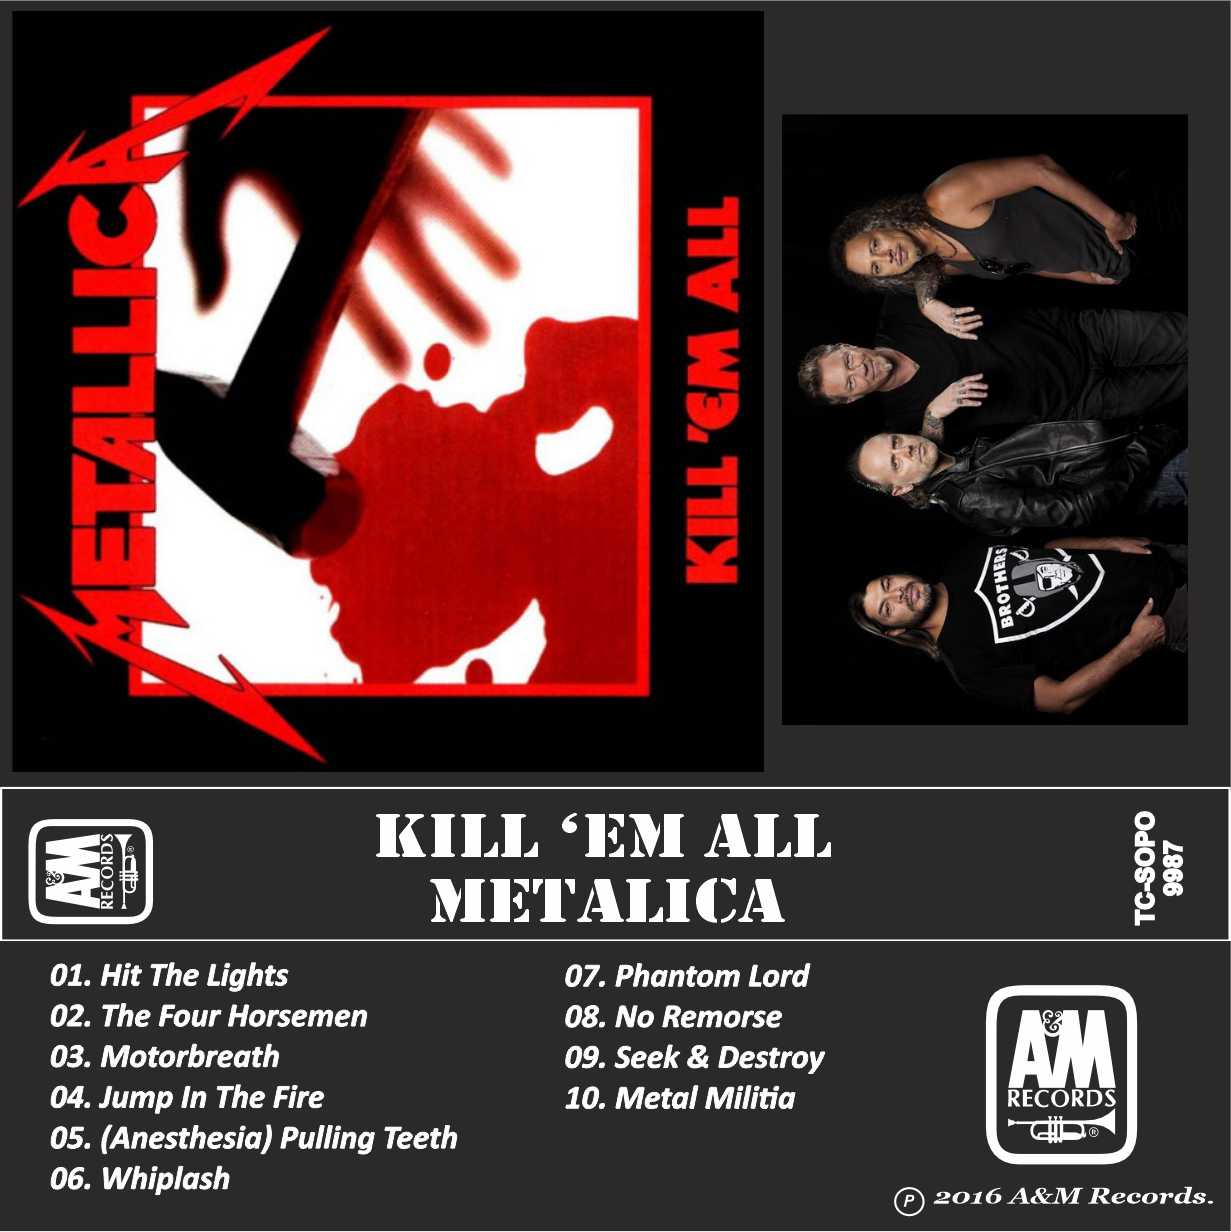 METALLICA
KILL 'EM ALL
BROTHERS
A&M
RECORDS
®
KILL ‘EM ALL
METALICA
TC-SOPO
9987
01. Hit The Lights
02. The Four Horsemen
03. Motorbreath
04. Jump In The Fire
05. (Anesthesia) Pulling Teeth
06. Whiplash
07. Phantom Lord
08. No Remorse
09. Seek & Destroy
10. Metal Militia
A&M
RECORDS
®
℗ 2016 A&M Records.